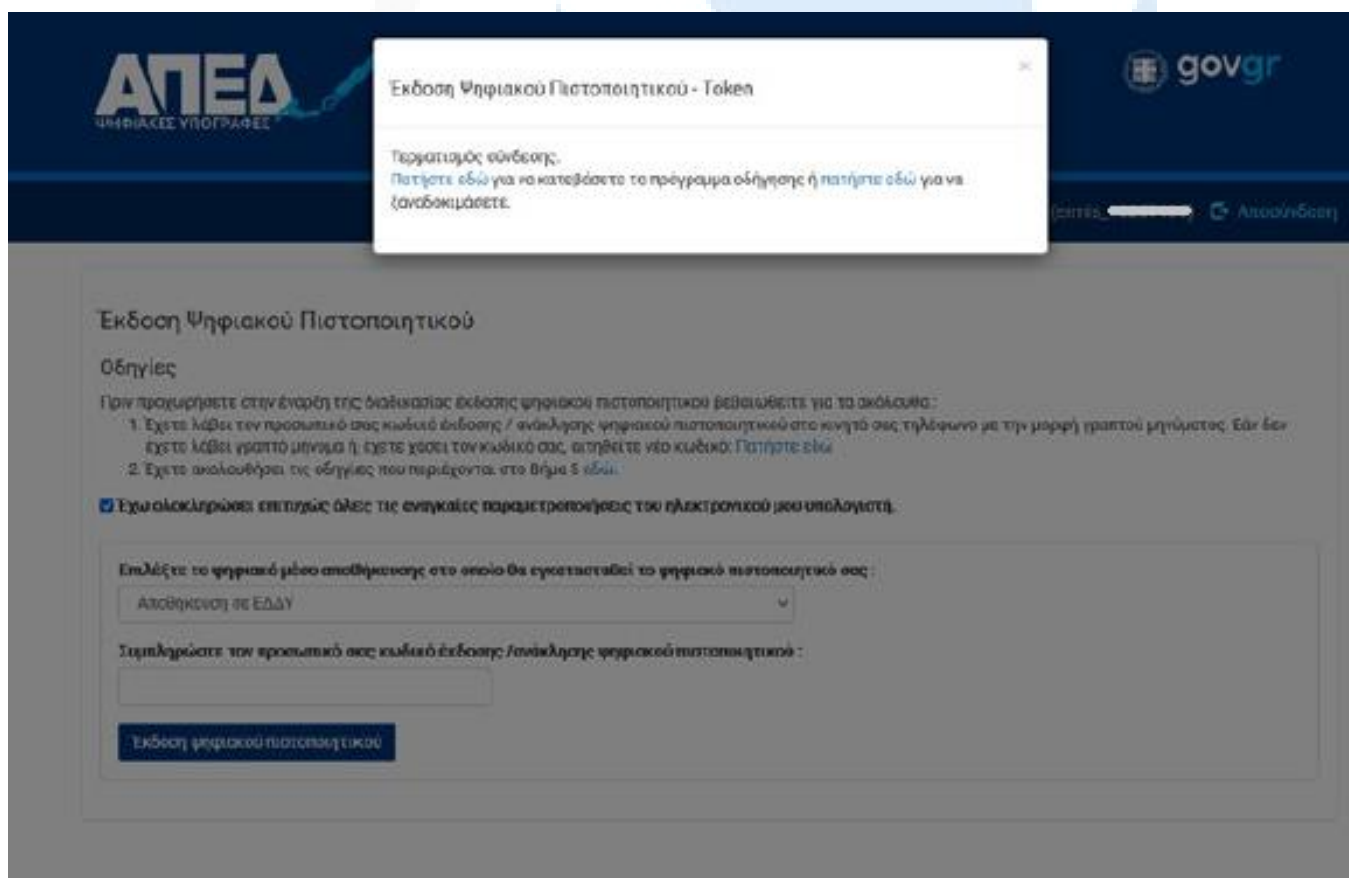 ΑΠΕΔ
ΨΗΦΙΑΚΕΣ ΥΠΟΓΡΑΦΕΣ
govgr
Έκδοση Ψηφιακού Πιστοποιητικού - Token
×
Τερματισμός σύνδεσης.
Πατήστε εδώ για να κατεβάσετε το πρόγραμμα οδήγησης ή πατήστε εδώ για να
ξαναδοκιμάσετε.
Αποσύνδεση
Έκδοση Ψηφιακού Πιστοποιητικού
Οδηγίες
Πριν προχωρήσετε στην έναρξη της διαδικασίας έκδοσης ψηφιακού πιστοποιητικού βεβαιωθείτε για τα ακόλουθα :
1. Έχετε λάβει τον προσωπικό σας κωδικό έκδοσης / ανάκλησης ψηφιακού πιστοποιητικού στο κινητό σας τηλέφωνο με την μορφή γραπτού μηνύματος. Εάν δεν
έχετε λάβει γραπτό μήνυμα ή, έχετε χάσει τον κωδικό σας, αιτηθείτε νέο κωδικό: Πατήστε εδώ
2. Έχετε ακολουθήσει τις οδηγίες που περιέχονται στο Βήμα 5 εδώ.
Έχω ολοκληρώσει επιτυχώς όλες τις αναγκαίες παραμετροποιήσεις του ηλεκτρονικού μου υπολογιστή.
Επιλέξτε το ψηφιακό μέσο αποθήκευσης στο οποίο θα εγκατασταθεί το ψηφιακό πιστοποιητικό σας :
Αποθήκευση σε ΕΔΔΥ
Συμπληρώστε τον προσωπικό σας κωδικό έκδοσης /ανάκλησης ψηφιακού πιστοποιητικού :
Έκδοση ψηφιακού πιστοποιητικού